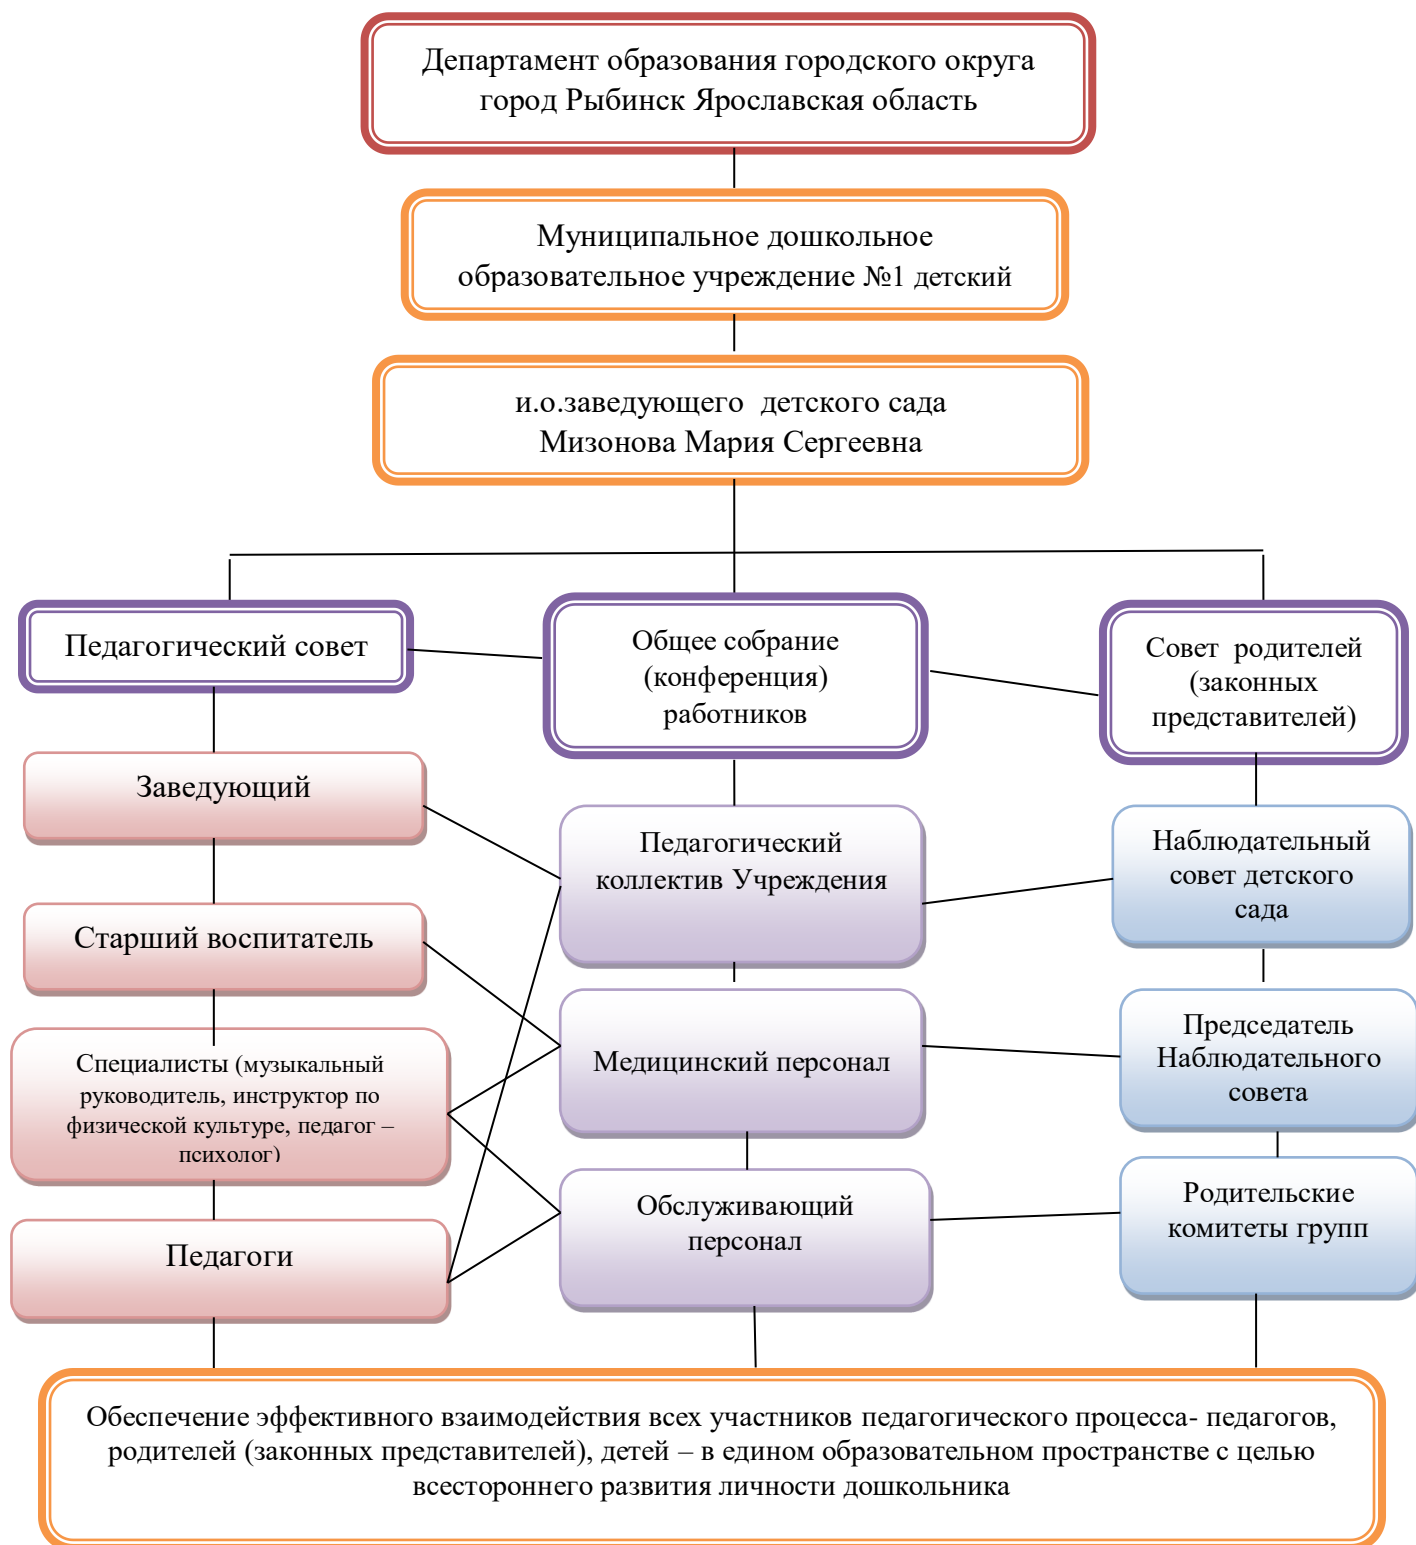 Департамент образования городского округа
город Рыбинск Ярославская область
Муниципальное дошкольное
образовательное учреждение №1 детский
и.о.заведующего  детского сада
Мизонова Мария Сергеевна
Педагогический совет
Общее собрание
(конференция)
работников
Совет  родителей
(законных
представителей)
Заведующий
Педагогический
коллектив Учреждения
Наблюдательный
совет детского
сада
Старший воспитатель
Медицинский персонал
Председатель
Наблюдательного
совета
Специалисты (музыкальный
руководитель, инструктор по
физической культуре, педагог –
психолог)
Обслуживающий
персонал
Родительские
комитеты групп
Педагоги
Обеспечение эффективного взаимодействия всех участников педагогического процесса- педагогов,
родителей (законных представителей), детей – в едином образовательном пространстве с целью
всестороннего развития личности дошкольника